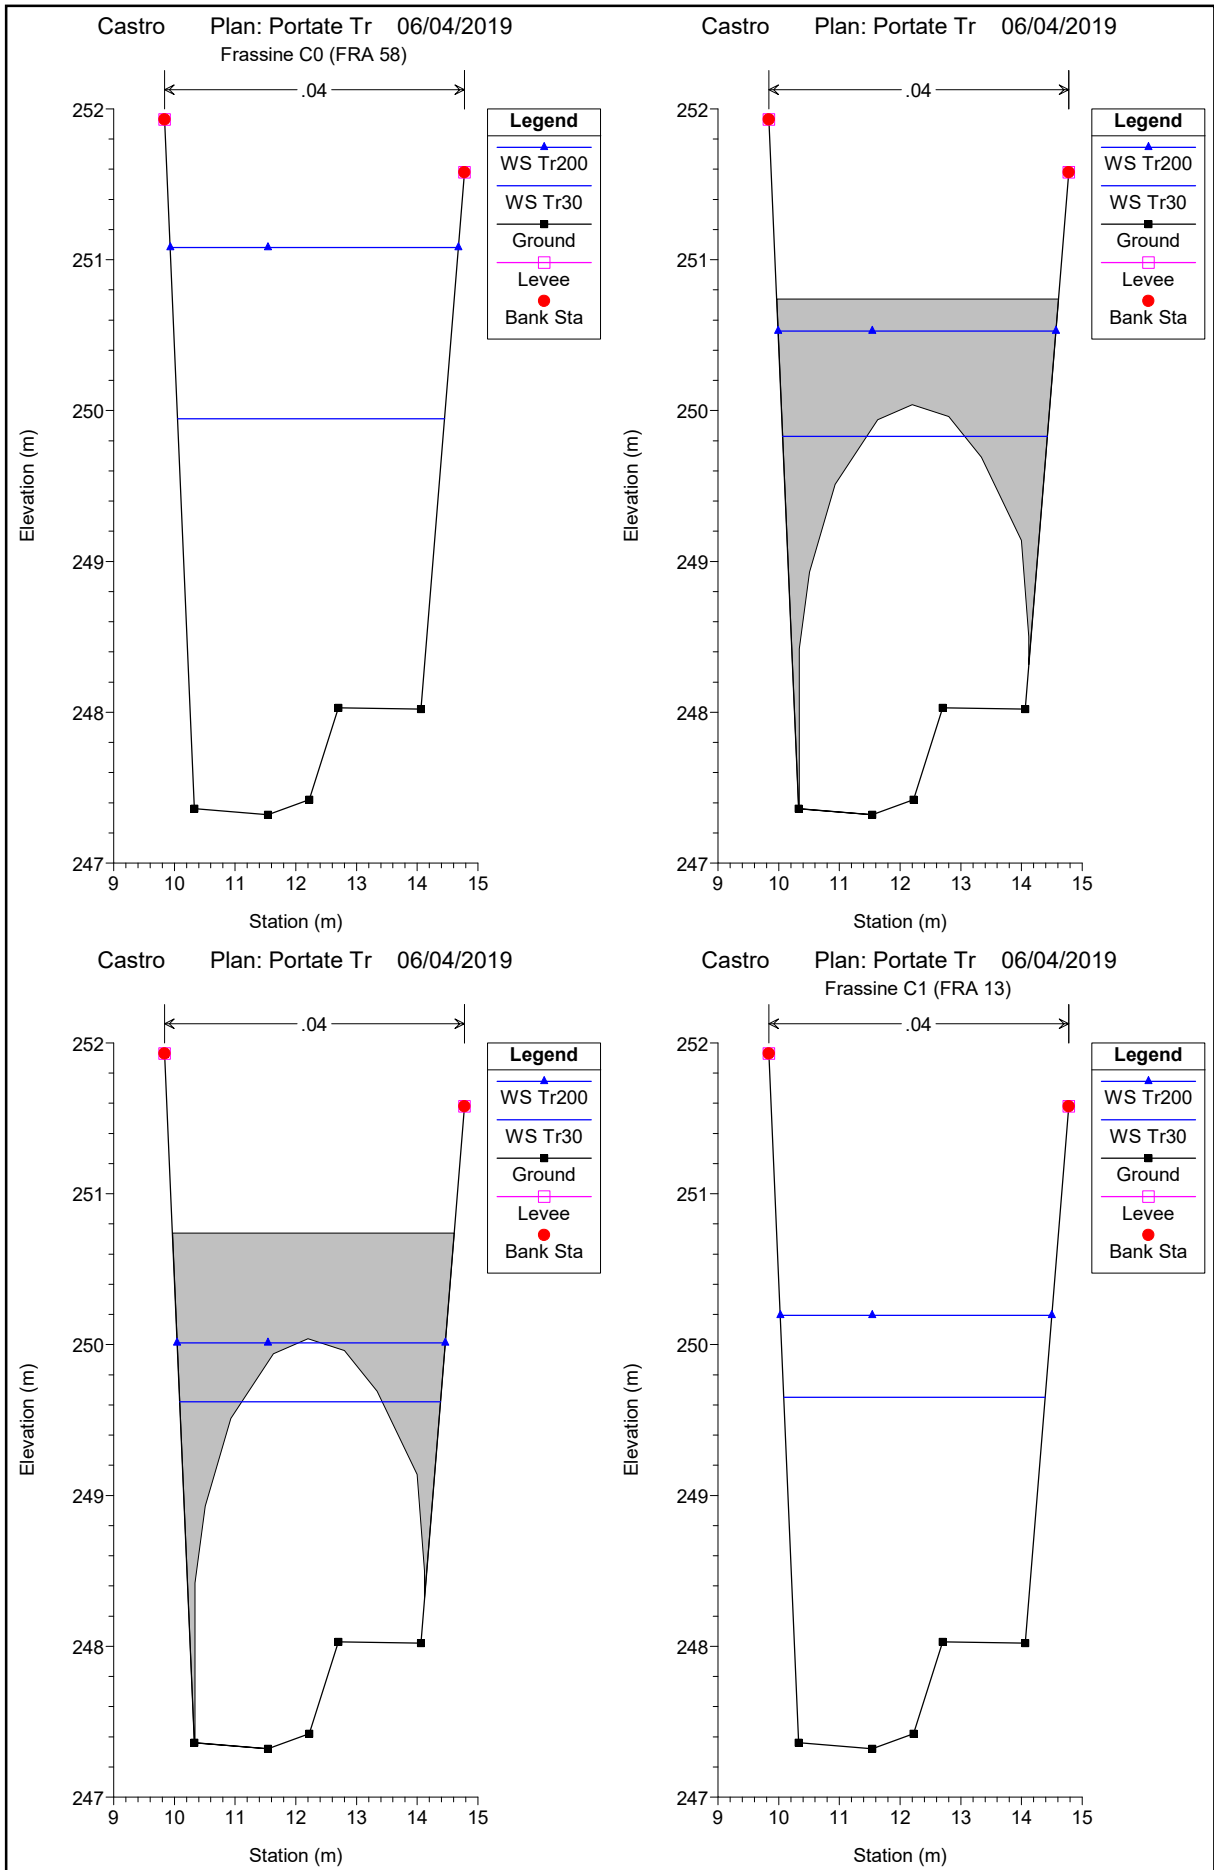 Castro Plan: Portate Tr 06/04/2019
Frassine C0 (FRA 58)
.04
Legend
WS Tr200
WS Tr30
Ground
Levee
Bank Sta
252
251
250
249
248
247
Elevation (m)
9 10 11 12 13 14 15
Station (m)
Castro Plan: Portate Tr 06/04/2019
.04
Legend
WS Tr200
WS Tr30
Ground
Levee
Bank Sta
252
251
250
249
248
247
Elevation (m)
9 10 11 12 13 14 15
Station (m)
Castro Plan: Portate Tr 06/04/2019
.04
Legend
WS Tr200
WS Tr30
Ground
Levee
Bank Sta
252
251
250
249
248
247
Elevation (m)
9 10 11 12 13 14 15
Station (m)
Castro Plan: Portate Tr 06/04/2019
Frassine C1 (FRA 13)
.04
Legend
WS Tr200
WS Tr30
Ground
Levee
Bank Sta
252
251
250
249
248
247
Elevation (m)
9 10 11 12 13 14 15
Station (m)